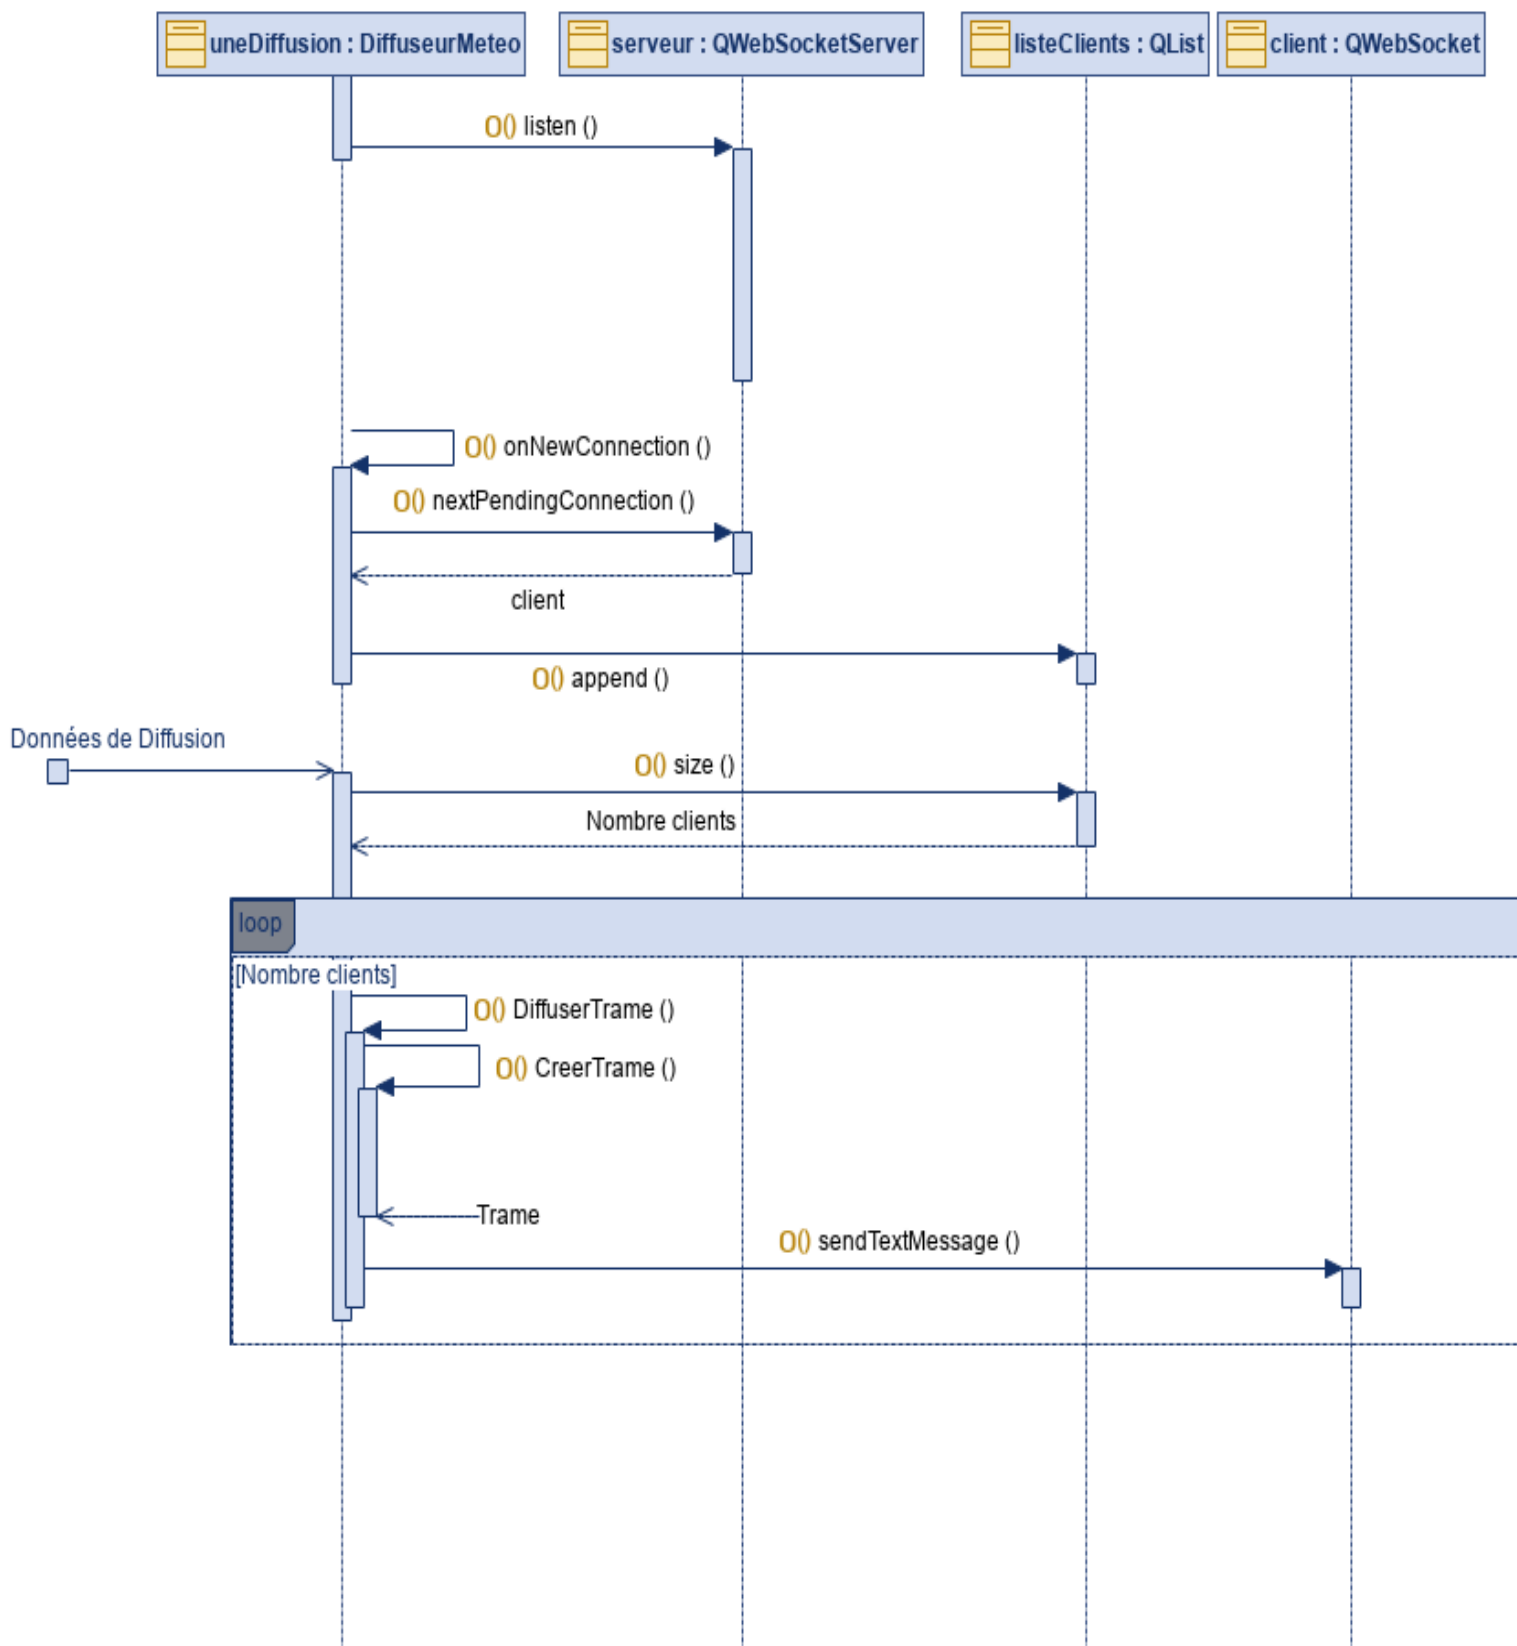 uneDiffusion : DiffuseurMeteo
serveur : QWebSocketServer
listeClients : QList
client : QWebSocket
O() listen ()
O() onNewConnection ()
O() nextPendingConnection ()
client
O() append ()
Données de Diffusion
O() size ()
Nombre clients
loop
[Nombre clients]
O() DiffuserTrame ()
O() CreerTrame ()
Trame
O() sendTextMessage ()